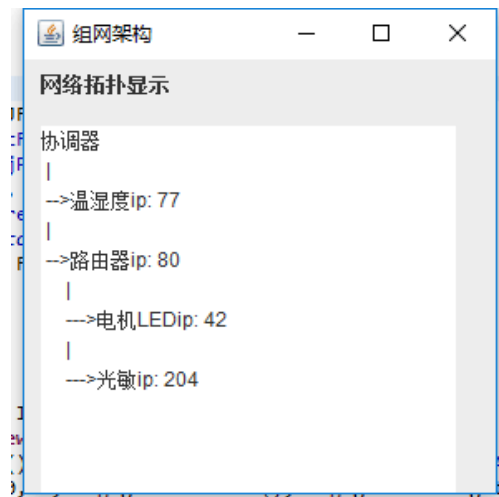 组网架构
网络拓扑显示
协调器
|
-->温湿度ip: 77
|
-->路由器ip: 80
|
--->电机LEDip: 42
|
--->光敏ip: 204